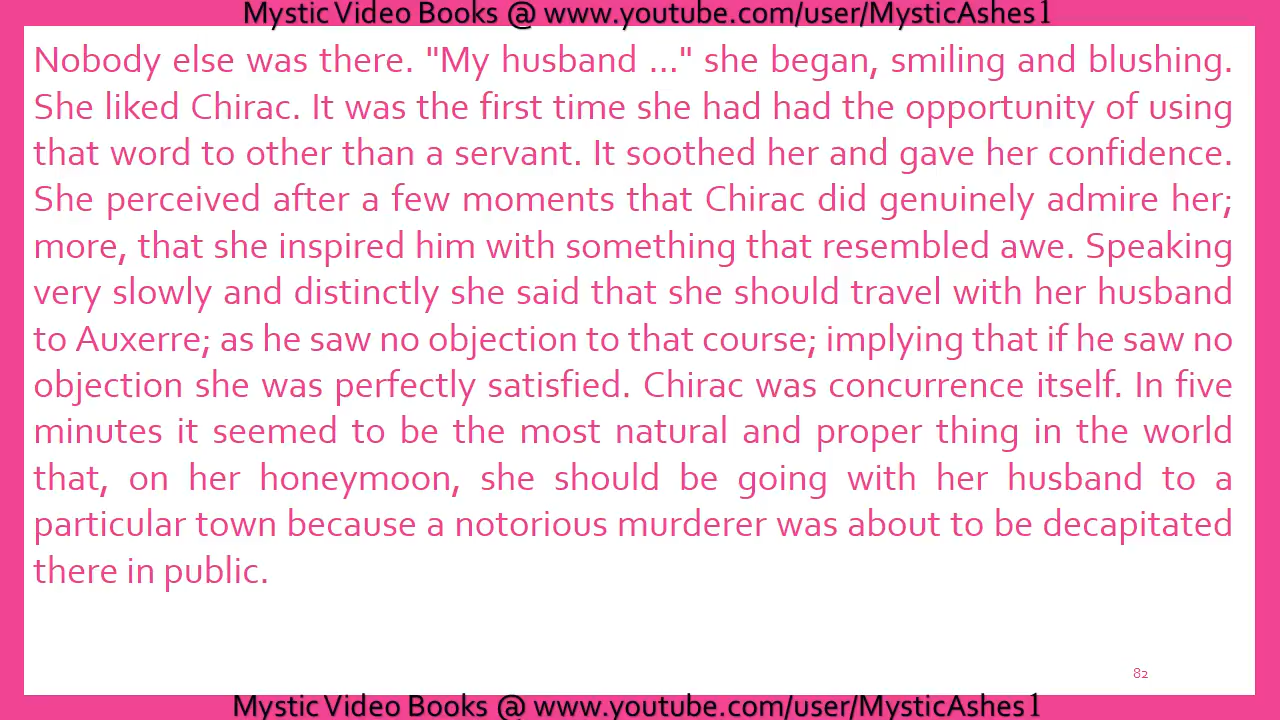 Mystic Video Books @ www.youtube.com/user/MysticAshes1
Nobody else was there. "My husband ..." she began, smiling and blushing.
She liked Chirac. It was the first time she had had the opportunity of using
that word to other than a servant. It soothed her and gave her confidence.
She perceived after a few moments that Chirac did genuinely admire her;
more, that she inspired him with something that resembled awe. Speaking
very slowly and distinctly she said that she should travel with her husband
to Auxerre; as he saw no objection to that course; implying that if he saw no
objection she was perfectly satisfied. Chirac was concurrence itself. In five
minutes it seemed to be the most natural and proper thing in the world
that, on her honeymoon, she should be going with her husband to a
particular town because a notorious murderer was about to be decapitated
there in public.
82
Mystic Video Books @ www.youtube.com/user/MysticAshes1